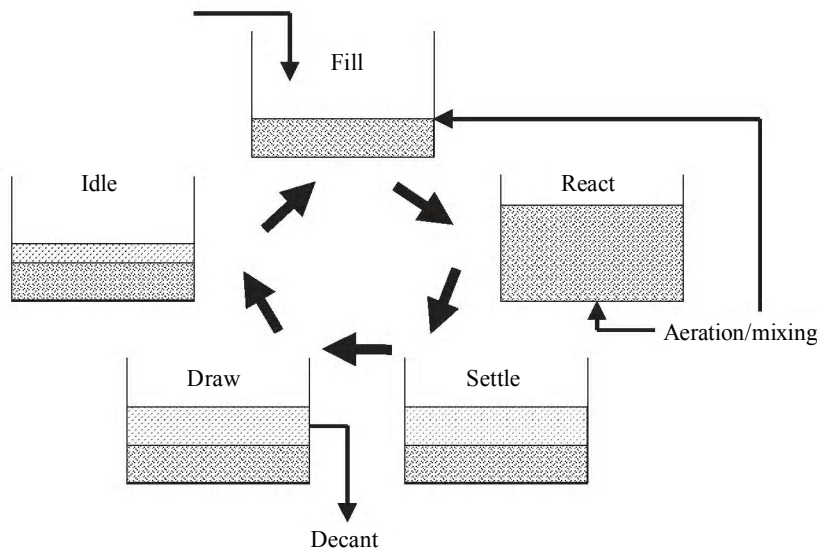 Fill
Idle
React
Aeration/mixing
Draw
Settle
Decant